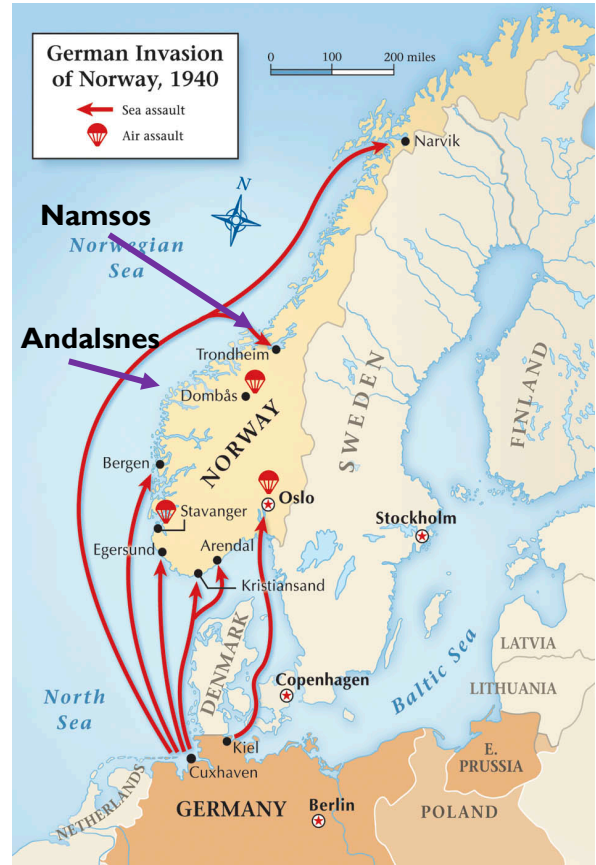 German Invasion
of Norway, 1940
Sea assault
Air assault
0 100 200 miles
Narvik
N
Namsos
Norwegian
Sea
Andalsnes
Trondheim
Dombås
NORWAY
SWEDEN
FINLAND
Bergen
Oslo
Stavanger
Stockholm
Egersund
Arendal
Kristiansand
DENMARK
LATVIA
Copenhagen
Baltic Sea
LITHUANIA
North
Sea
Kiel
E.
PRUSSIA
Cuxhaven
NETHERLANDS
GERMANY
Berlin
POLAND